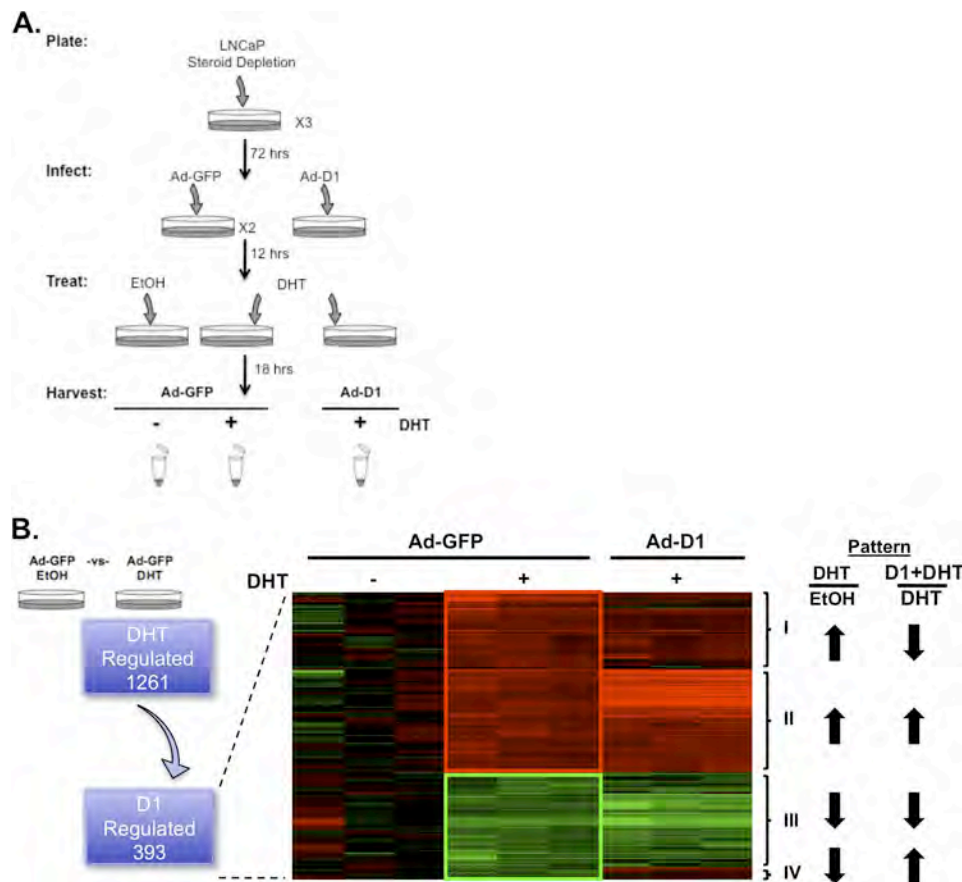 A.
Plate:
LNCaP
Steroid Depletion
X3
72 hrs
Infect:
Ad-GFP
Ad-D1
X2
12 hrs
Treat:
EtOH
DHT
18 hrs
Harvest:
Ad-GFP
Ad-D1
- + + DHT
B.
Ad-GFP -vs- Ad-GFP
EtOH DHT
DHT
Regulated
1261
D1
Regulated
393
Ad-GFP
Ad-D1
DHT - + +
Pattern
DHT D1+DHT
EtOH DHT
I
II
III
IV